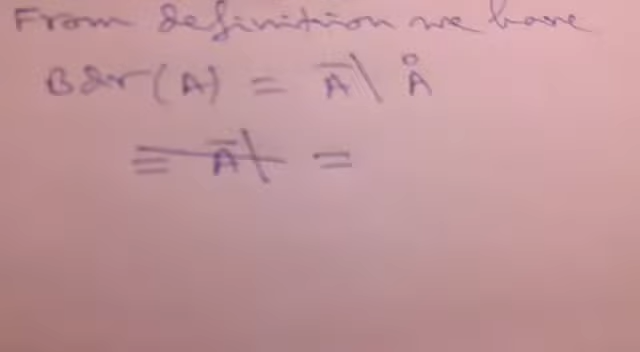 From definition we have
Bdr(A) = A̅ \ Å
= A̅ \ =